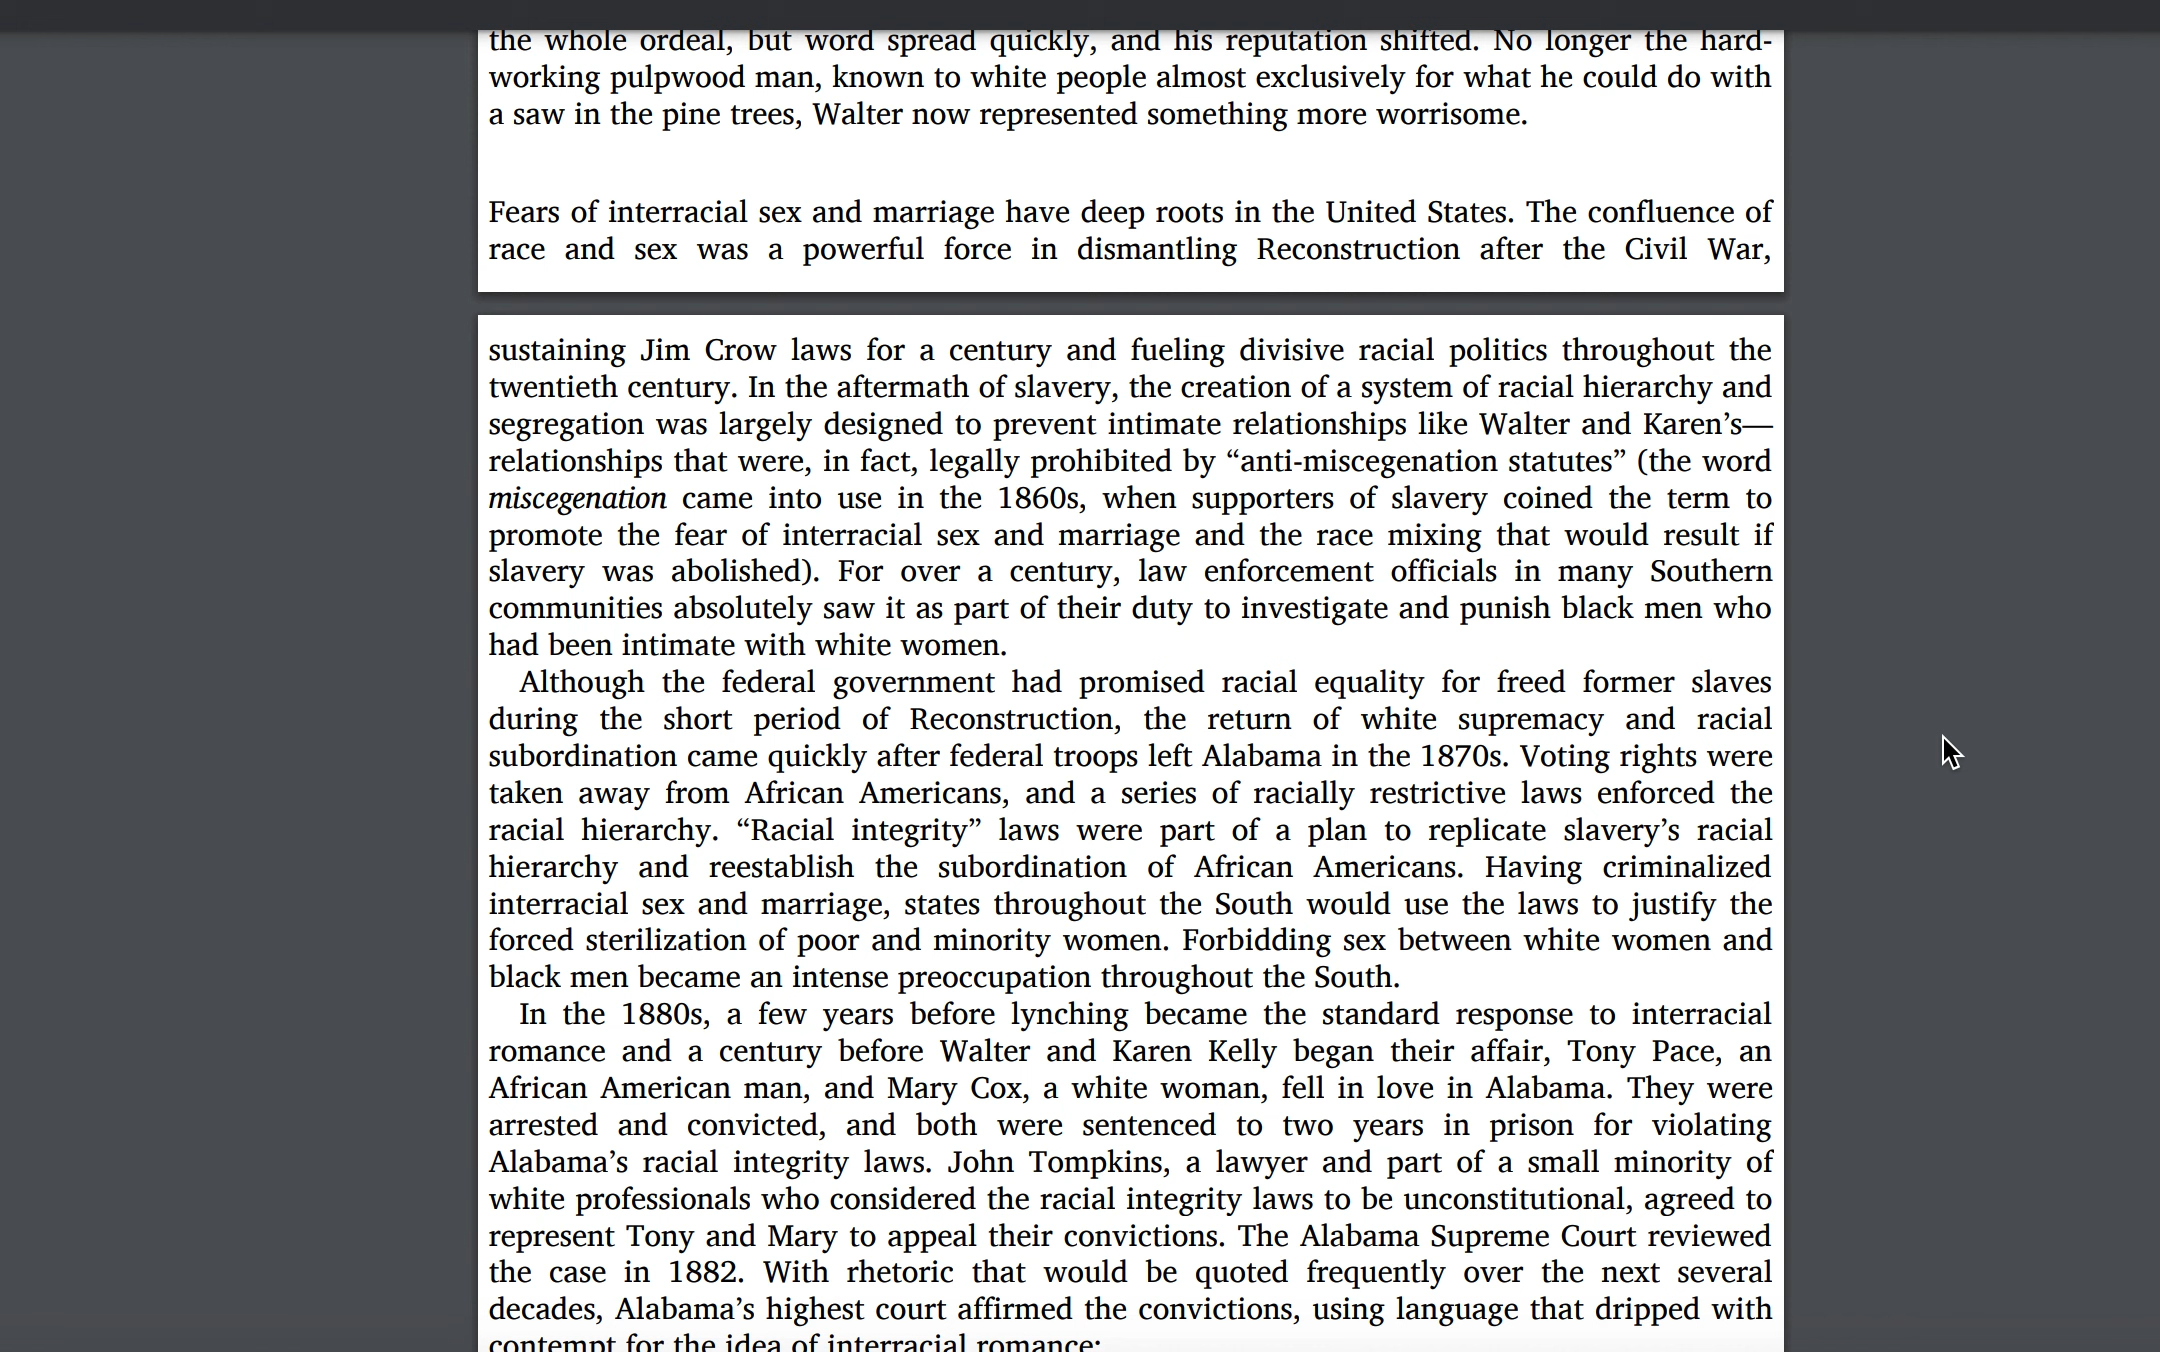 the whole ordeal, but word spread quickly, and his reputation shifted. No longer the hard-
working pulpwood man, known to white people almost exclusively for what he could do with
a saw in the pine trees, Walter now represented something more worrisome.
Fears of interracial sex and marriage have deep roots in the United States. The confluence of
race and sex was a powerful force in dismantling Reconstruction after the Civil War,
sustaining Jim Crow laws for a century and fueling divisive racial politics throughout the
twentieth century. In the aftermath of slavery, the creation of a system of racial hierarchy and
segregation was largely designed to prevent intimate relationships like Walter and Karen’s—
relationships that were, in fact, legally prohibited by “anti-miscegenation statutes” (the word
miscegenation came into use in the 1860s, when supporters of slavery coined the term to
promote the fear of interracial sex and marriage and the race mixing that would result if
slavery was abolished). For over a century, law enforcement officials in many Southern
communities absolutely saw it as part of their duty to investigate and punish black men who
had been intimate with white women.
Although the federal government had promised racial equality for freed former slaves
during the short period of Reconstruction, the return of white supremacy and racial
subordination came quickly after federal troops left Alabama in the 1870s. Voting rights were
taken away from African Americans, and a series of racially restrictive laws enforced the
racial hierarchy. “Racial integrity” laws were part of a plan to replicate slavery’s racial
hierarchy and reestablish the subordination of African Americans. Having criminalized
interracial sex and marriage, states throughout the South would use the laws to justify the
forced sterilization of poor and minority women. Forbidding sex between white women and
black men became an intense preoccupation throughout the South.
In the 1880s, a few years before lynching became the standard response to interracial
romance and a century before Walter and Karen Kelly began their affair, Tony Pace, an
African American man, and Mary Cox, a white woman, fell in love in Alabama. They were
arrested and convicted, and both were sentenced to two years in prison for violating
Alabama’s racial integrity laws. John Tompkins, a lawyer and part of a small minority of
white professionals who considered the racial integrity laws to be unconstitutional, agreed to
represent Tony and Mary to appeal their convictions. The Alabama Supreme Court reviewed
the case in 1882. With rhetoric that would be quoted frequently over the next several
decades, Alabama’s highest court affirmed the convictions, using language that dripped with
contempt for the idea of interracial romance: